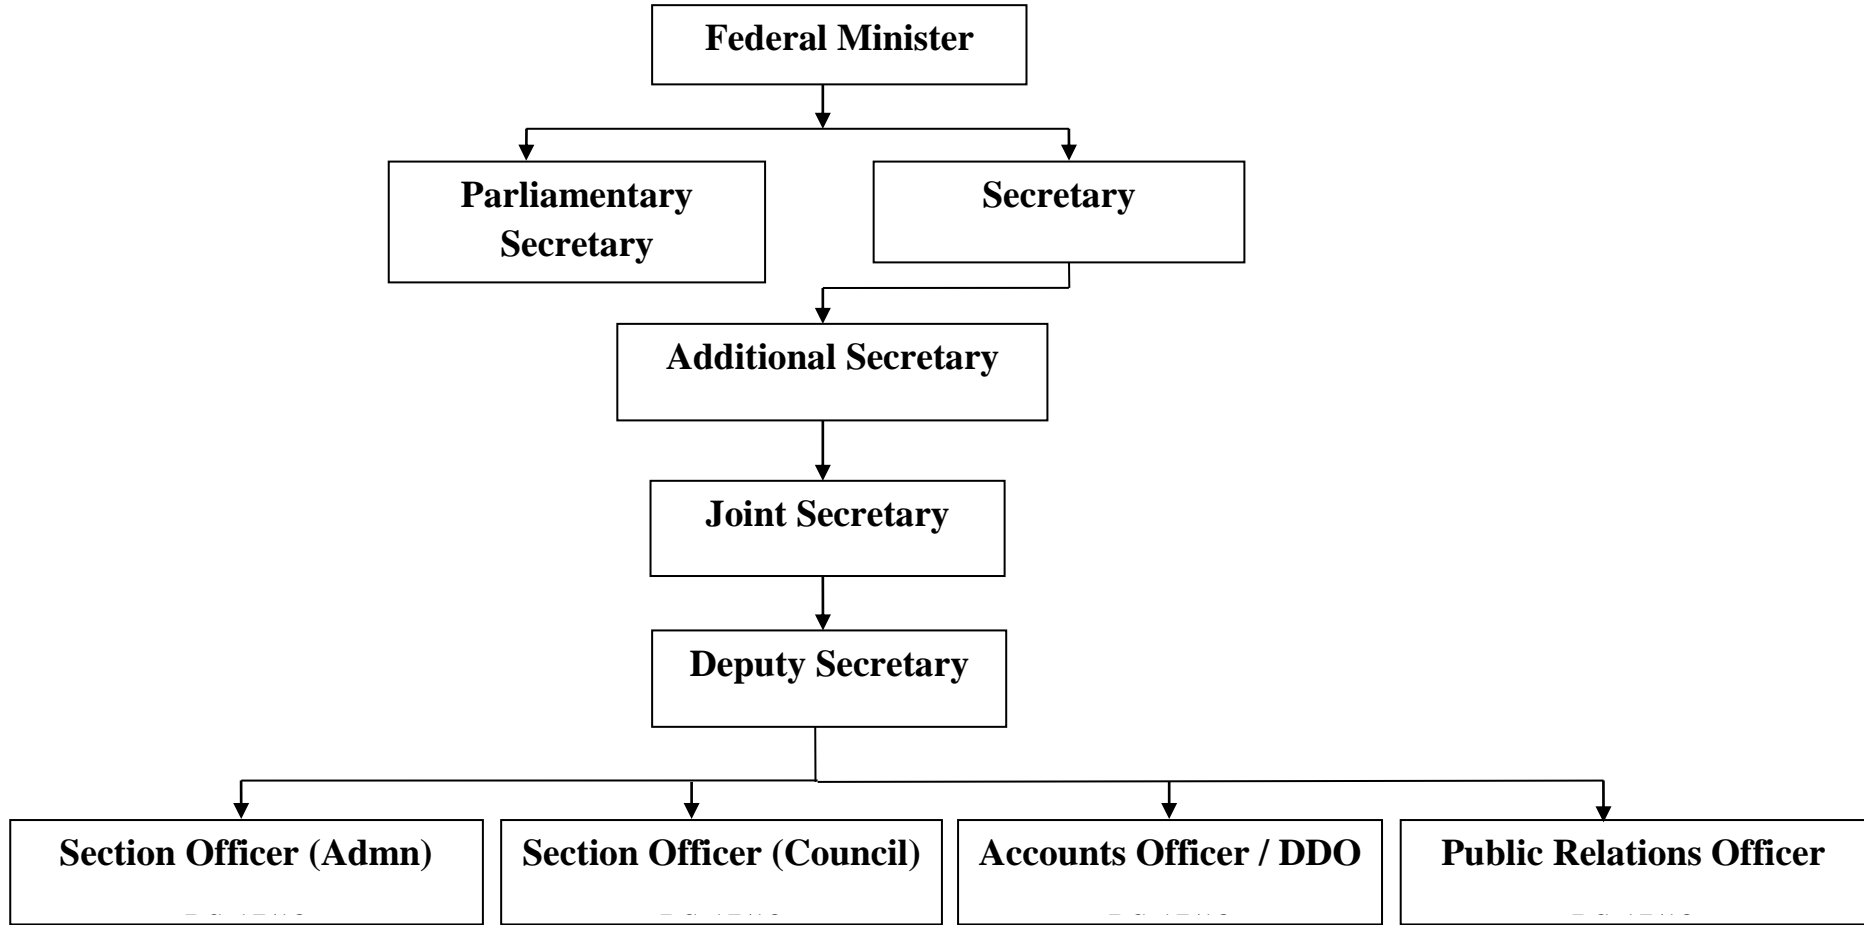 Federal Minister
Parliamentary
Secretary
Secretary
Additional Secretary
Joint Secretary
Deputy Secretary
Section Officer (Admn)
Section Officer (Council)
Accounts Officer / DDO
Public Relations Officer